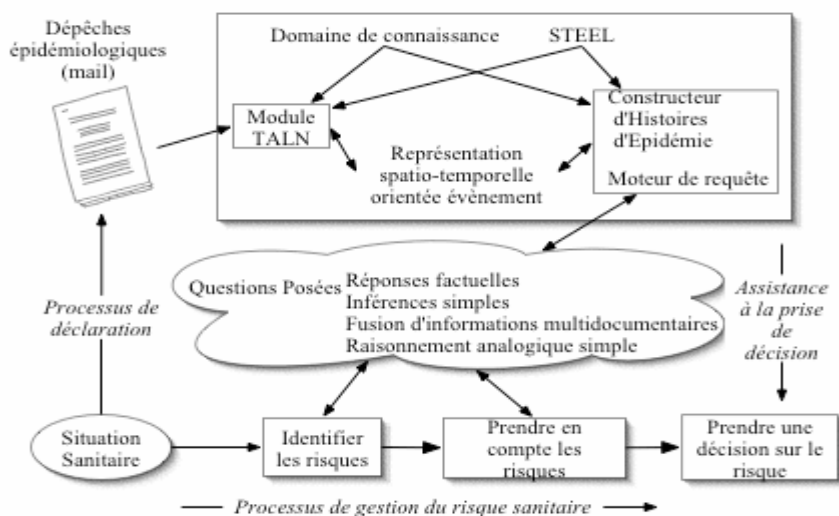 Dépêches
épidémiologiques
(mail)
Domaine de connaissance
STEEL
Module
TALN
Constructeur
d'Histoires
d'Epidémie
Moteur de requête
Représentation
spatio-temporelle
orientée évènement
Questions Posées
Réponses factuelles
Inférences simples
Fusion d'informations multidocumentaires
Raisonnement analogique simple
Processus de
déclaration
Assistance
à la prise
de
décision
Situation
Sanitaire
Identifier
les risques
Prendre en
compte les
risques
Prendre une
décision sur le
risque
Processus de gestion du risque sanitaire